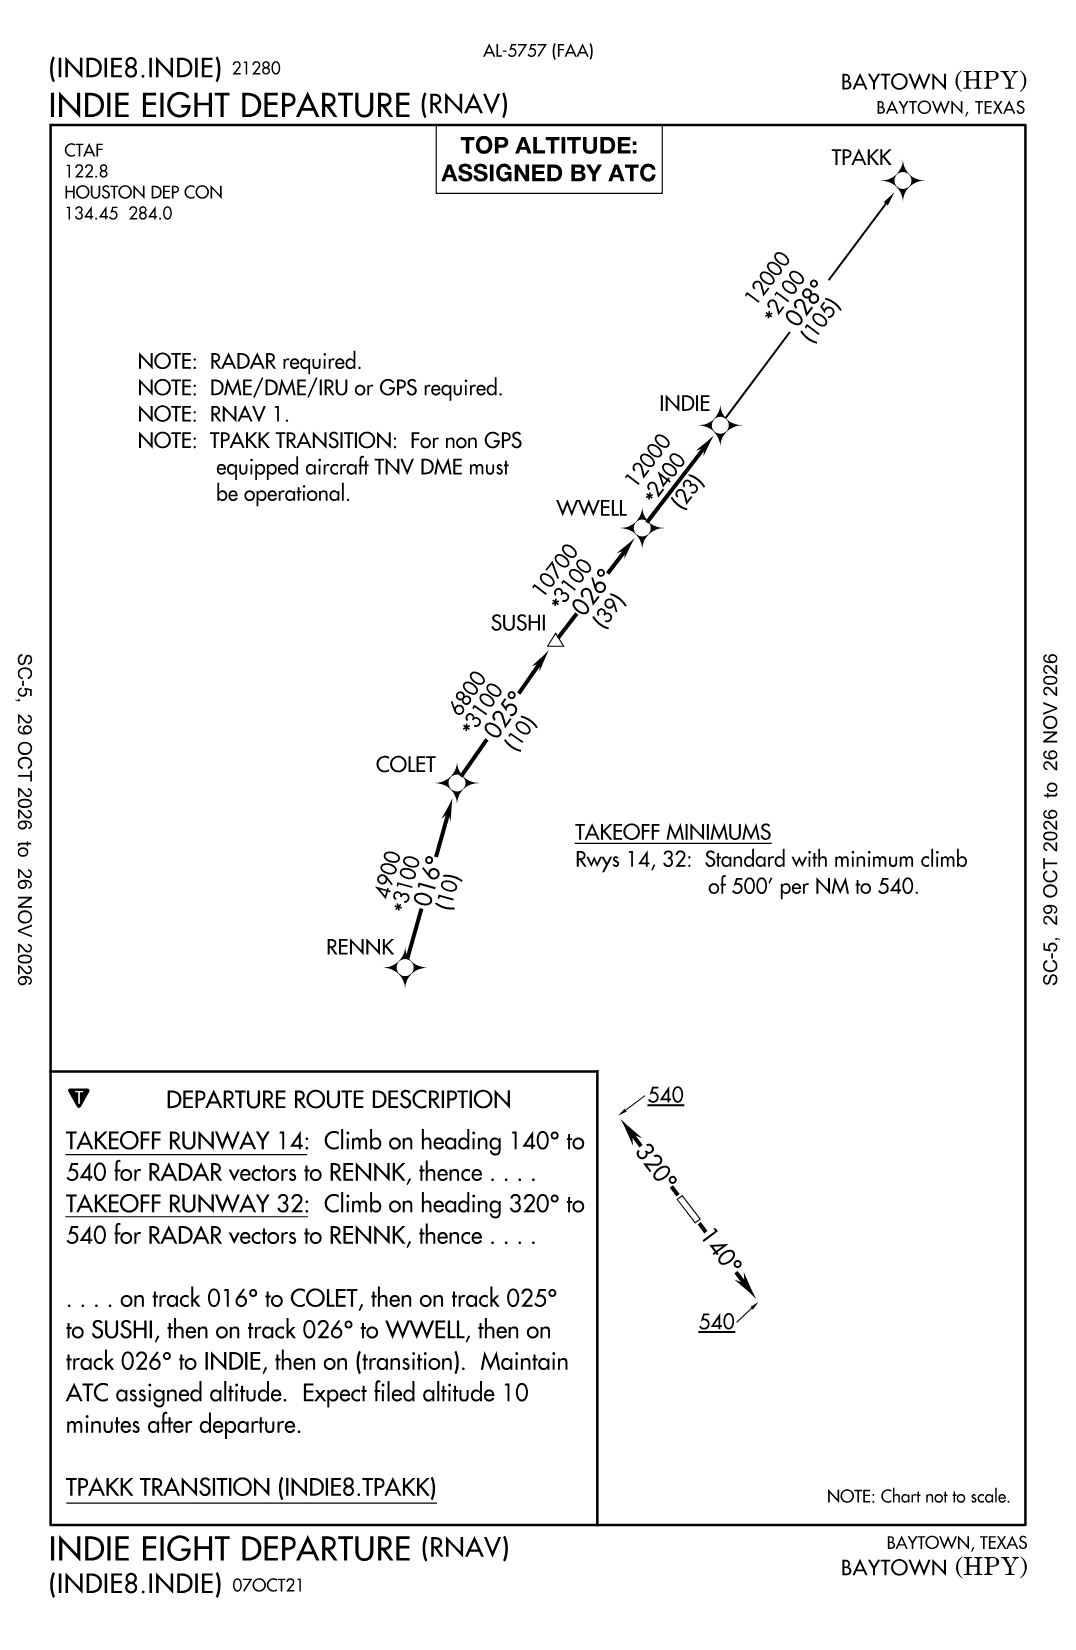 AL-5757 (FAA)
(INDIE8.INDIE) 21280
INDIE EIGHT DEPARTURE (RNAV)
BAYTOWN (HPY)
BAYTOWN, TEXAS
CTAF
122.8
HOUSTON DEP CON
134.45 284.0
TOP ALTITUDE:
ASSIGNED BY ATC
TPAKK
12000
*2100
028°
(105)
NOTE: RADAR required.
NOTE: DME/DME/IRU or GPS required.
NOTE: RNAV 1.
NOTE: TPAKK TRANSITION: For non GPS
equipped aircraft TNV DME must
be operational.
INDIE
12000
*2400
(23)
WWELL
10700
*3100
026°
(39)
SUSHI
6800
*3100
025°
(10)
COLET
4900
*3100
016°
(10)
RENNK
TAKEOFF MINIMUMS
Rwys 14, 32: Standard with minimum climb
of 500' per NM to 540.
SC-5, 29 OCT 2026 to 26 NOV 2026
SC-5, 29 OCT 2026 to 26 NOV 2026
T
DEPARTURE ROUTE DESCRIPTION
TAKEOFF RUNWAY 14: Climb on heading 140° to
540 for RADAR vectors to RENNK, thence . . . .
TAKEOFF RUNWAY 32: Climb on heading 320° to
540 for RADAR vectors to RENNK, thence . . . .
. . . . on track 016° to COLET, then on track 025°
to SUSHI, then on track 026° to WWELL, then on
track 026° to INDIE, then on (transition). Maintain
ATC assigned altitude. Expect filed altitude 10
minutes after departure.
TPAKK TRANSITION (INDIE8.TPAKK)
540
320°
140°
540
NOTE: Chart not to scale.
INDIE EIGHT DEPARTURE (RNAV)
(INDIE8.INDIE) 07OCT21
BAYTOWN, TEXAS
BAYTOWN (HPY)